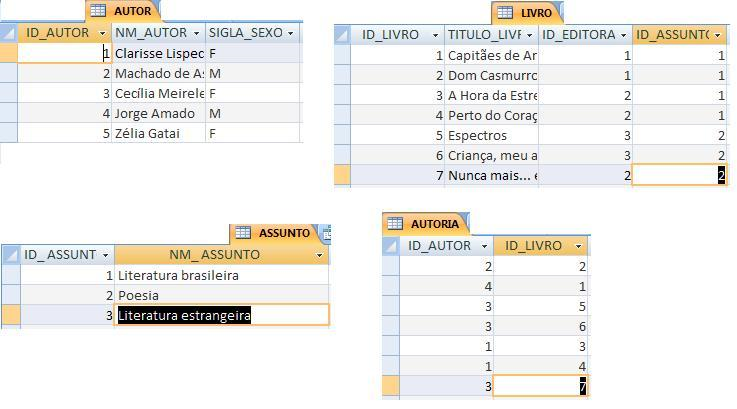 AUTOR
ID_AUTOR NM_AUTOR SIGLA_SEXO
1 Clarisse Lispec F
2 Machado de As M
3 Cecília Meirele F
4 Jorge Amado M
5 Zélia Gatai F
LIVRO
ID_LIVRO TITULO_LIVR ID_EDITORA ID_ASSUNTO
1 Capitães de Ar 1 1
2 Dom Casmurro 1 1
3 A Hora da Estre 2 1
4 Perto do Coraç 2 1
5 Espectros 3 2
6 Criança, meu a 3 2
7 Nunca mais... e 2 2
ASSUNTO
ID_ASSUNT NM_ASSUNTO
1 Literatura brasileira
2 Poesia
3 Literatura estrangeira
AUTORIA
ID_AUTOR ID_LIVRO
2 2
4 1
3 5
3 6
1 3
1 4
3 7